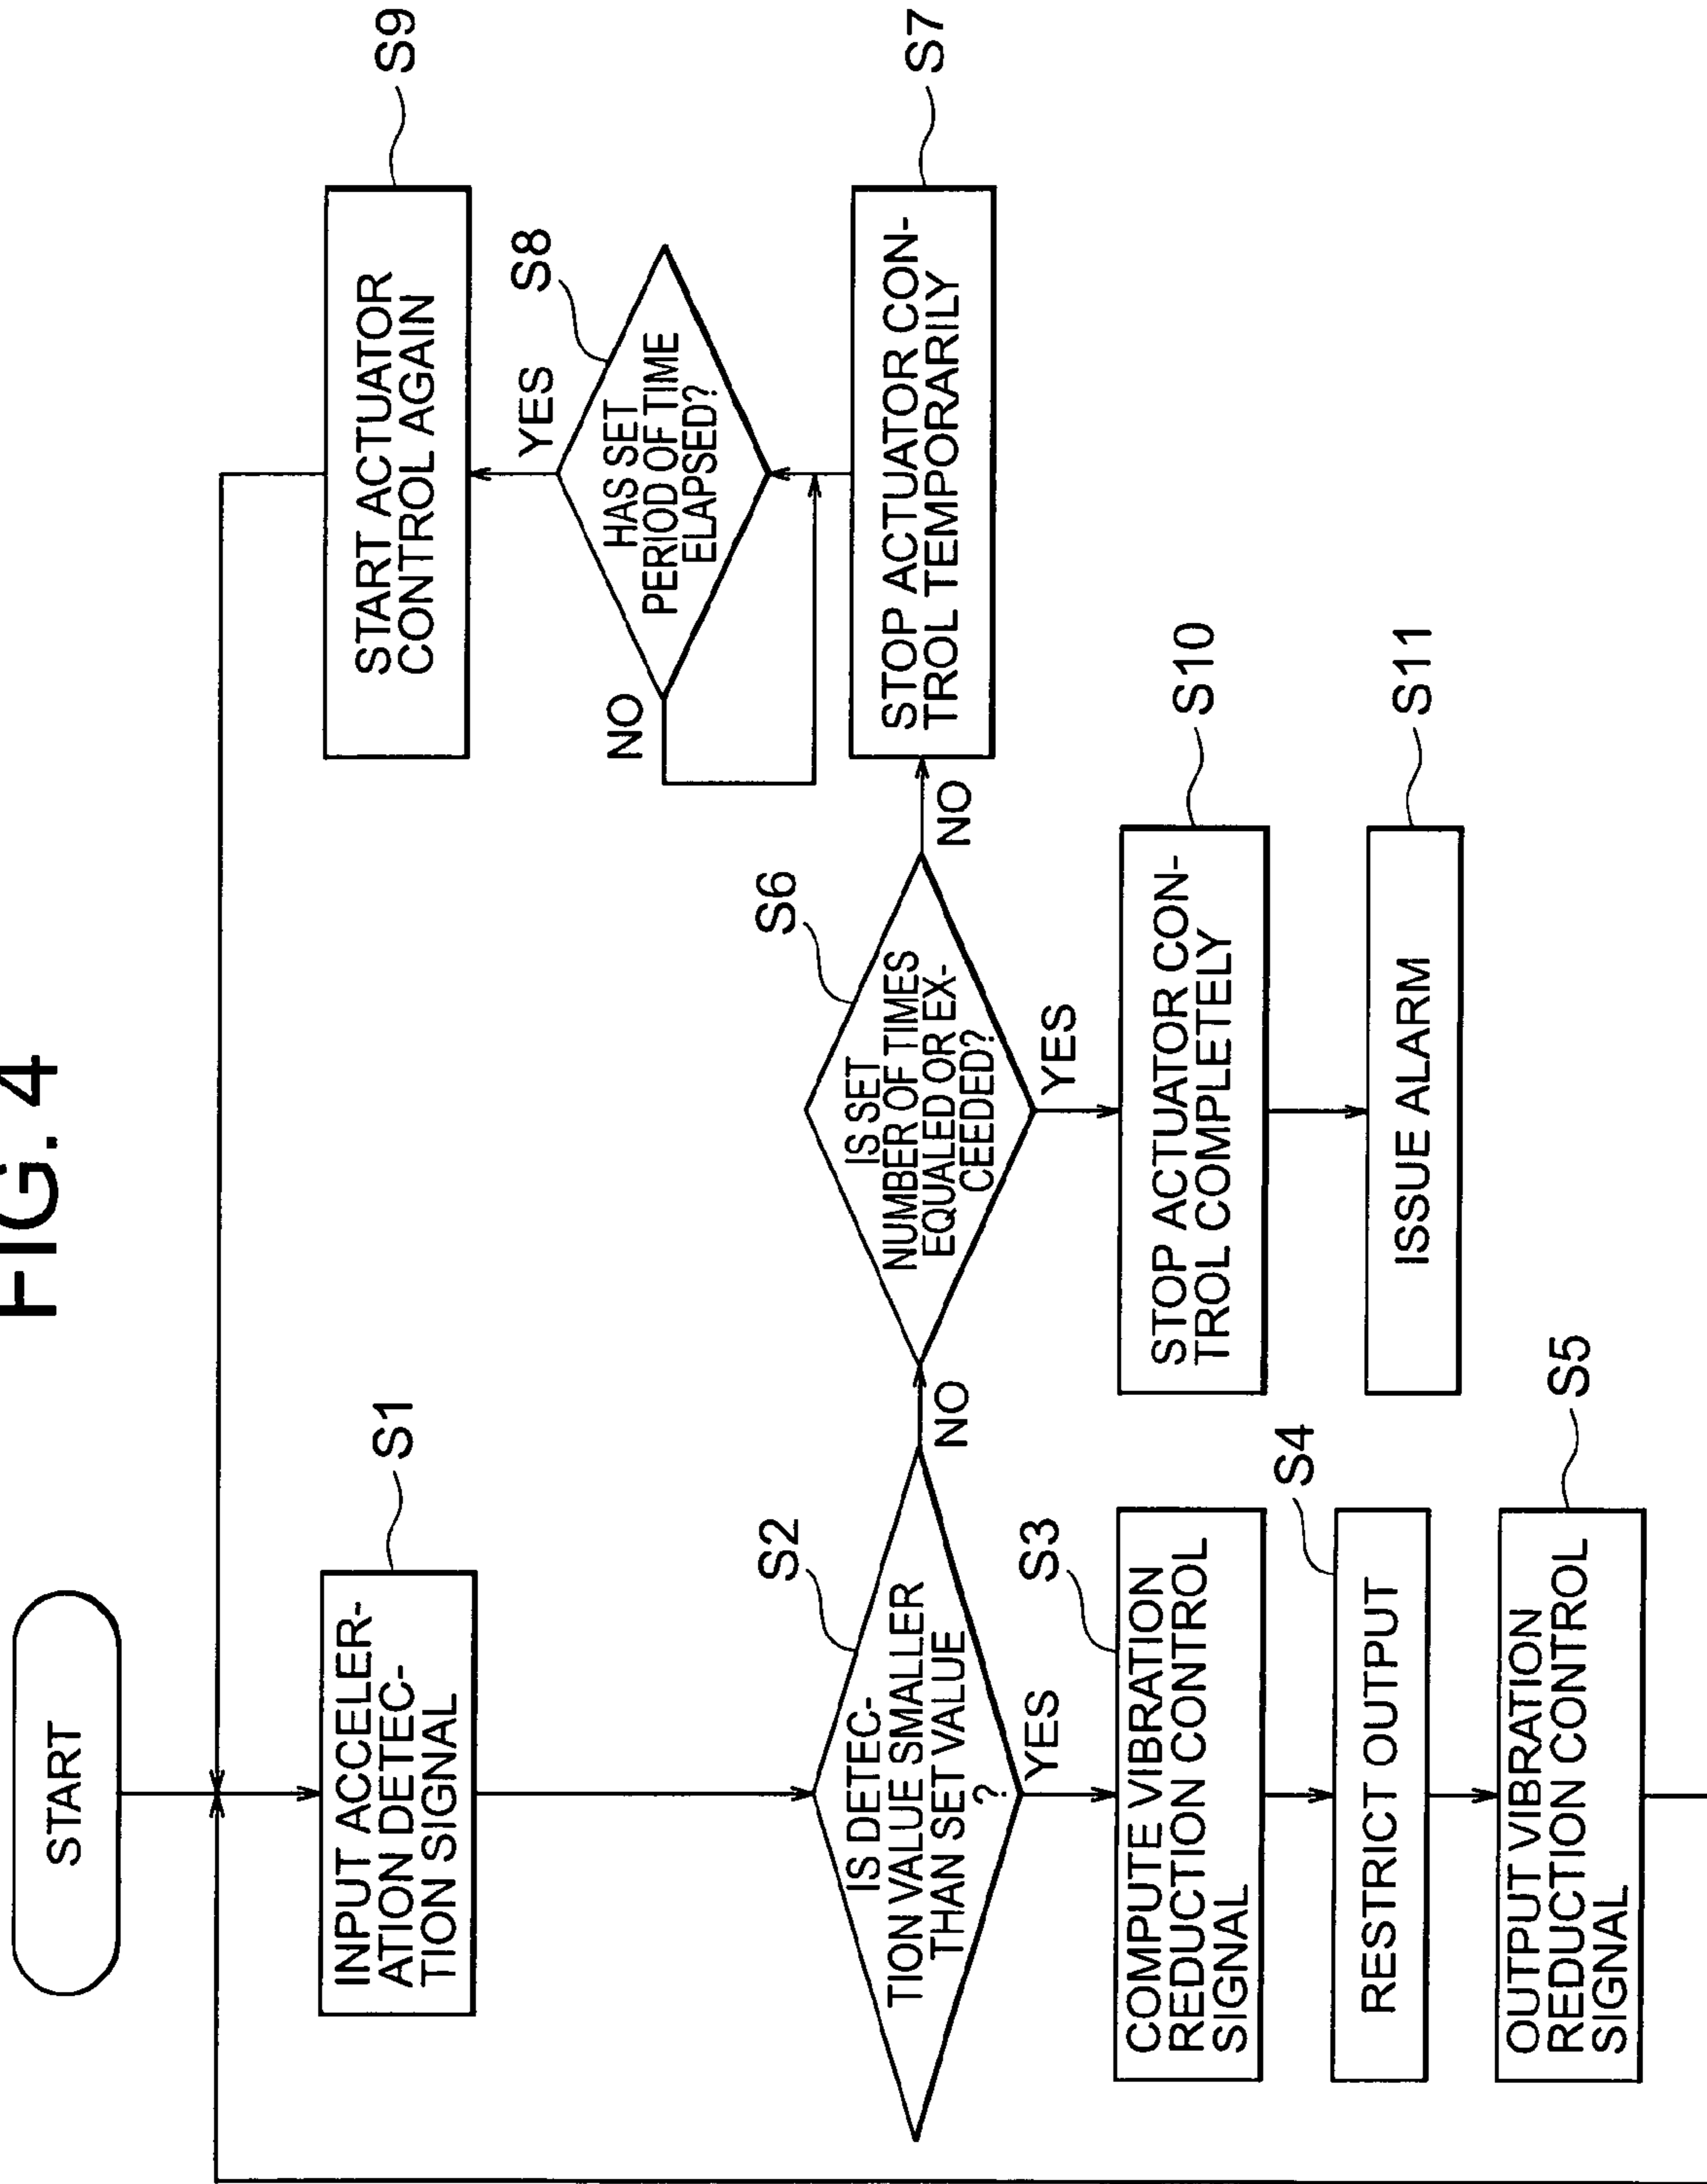 FIG. 4
START
INPUT ACCELER-
ATION DETEC-
TION SIGNAL
S1
IS DETEC-
TION VALUE SMALLER
THAN SET VALUE
?
S2
NO
YES
COMPUTE VIBRATION
REDUCTION CONTROL
SIGNAL
S3
RESTRICT OUTPUT
S4
OUTPUT VIBRATION
REDUCTION CONTROL
SIGNAL
S5
IS SET
NUMBER OF TIMES
EQUALED OR EX-
CEEDED?
S6
NO
YES
STOP ACTUATOR CON-
TROL TEMPORARILY
S7
HAS SET
PERIOD OF TIME
ELAPSED?
S8
NO
YES
START ACTUATOR
CONTROL AGAIN
S9
STOP ACTUATOR CON-
TROL COMPLETELY
S10
ISSUE ALARM
S11